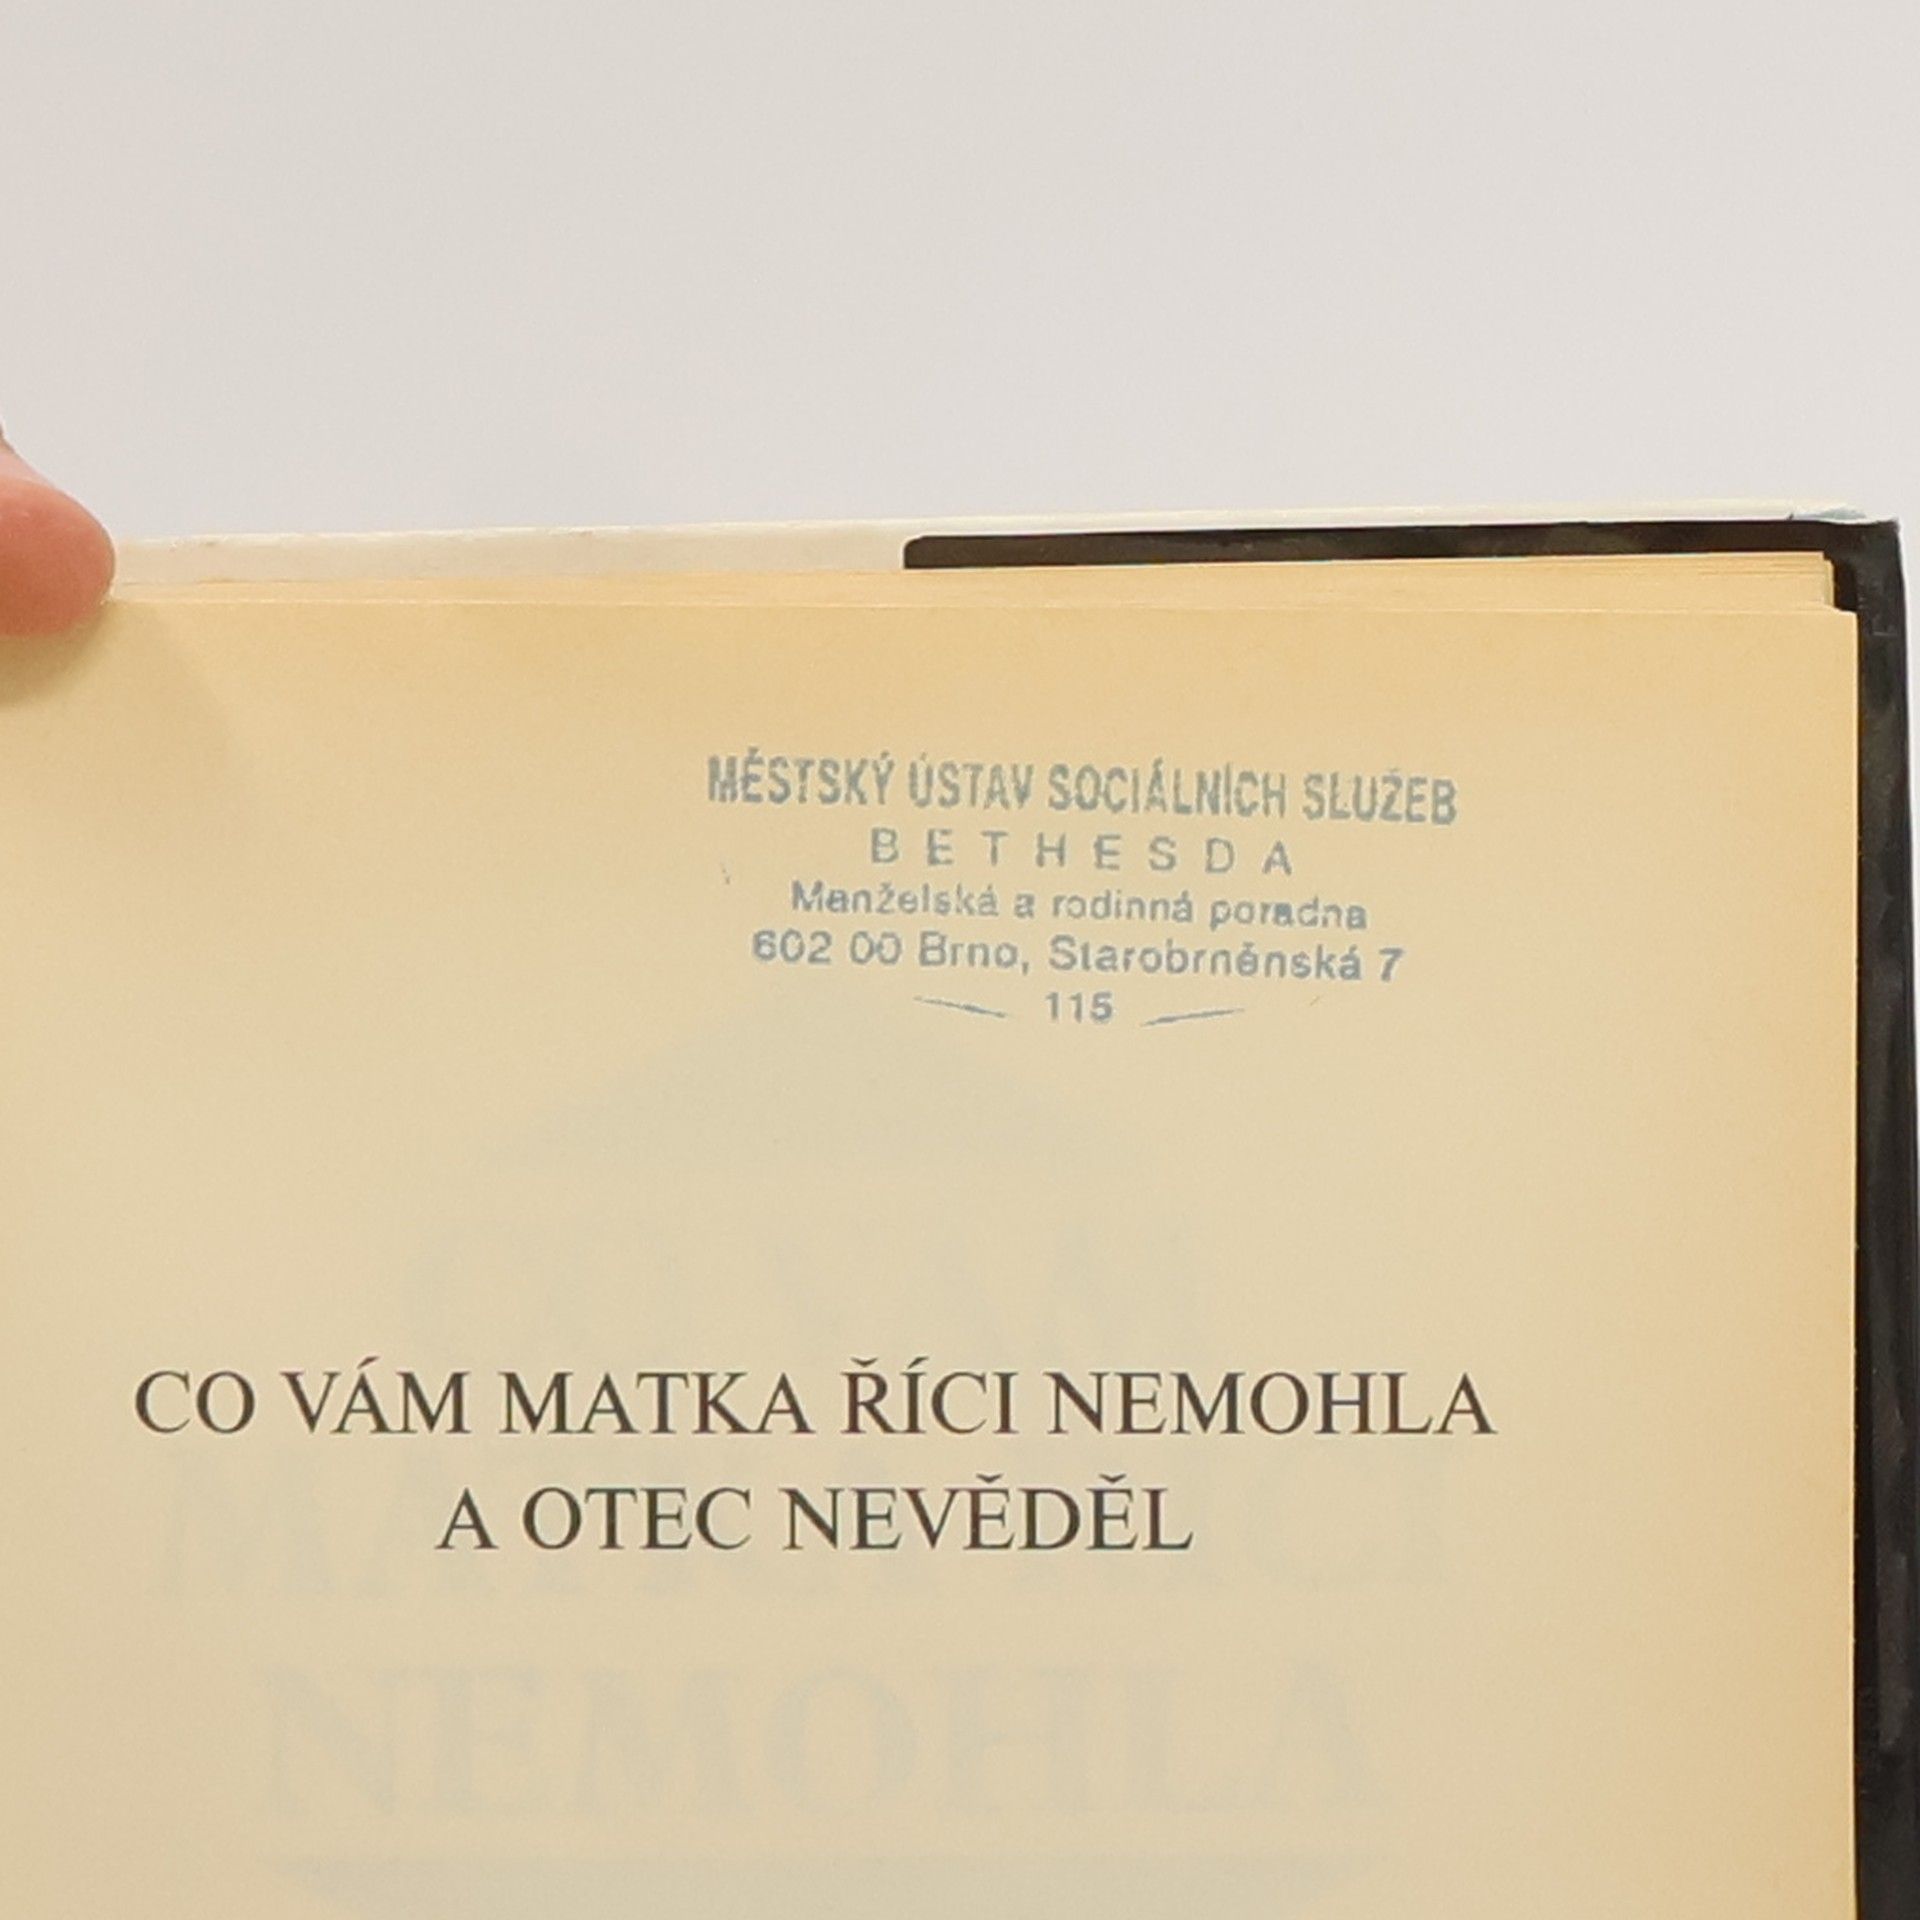 MĚSTSKÝ ÚSTAV SOCIÁLNÍCH SLUŽEB
BETHESDA
Manželská a rodinná poradna
602 00 Brno, Starobrněnská 7
115
CO VÁM MATKA ŘÍCI NEMOHLA
A OTEC NEVĚDĚL
NEMOHLA